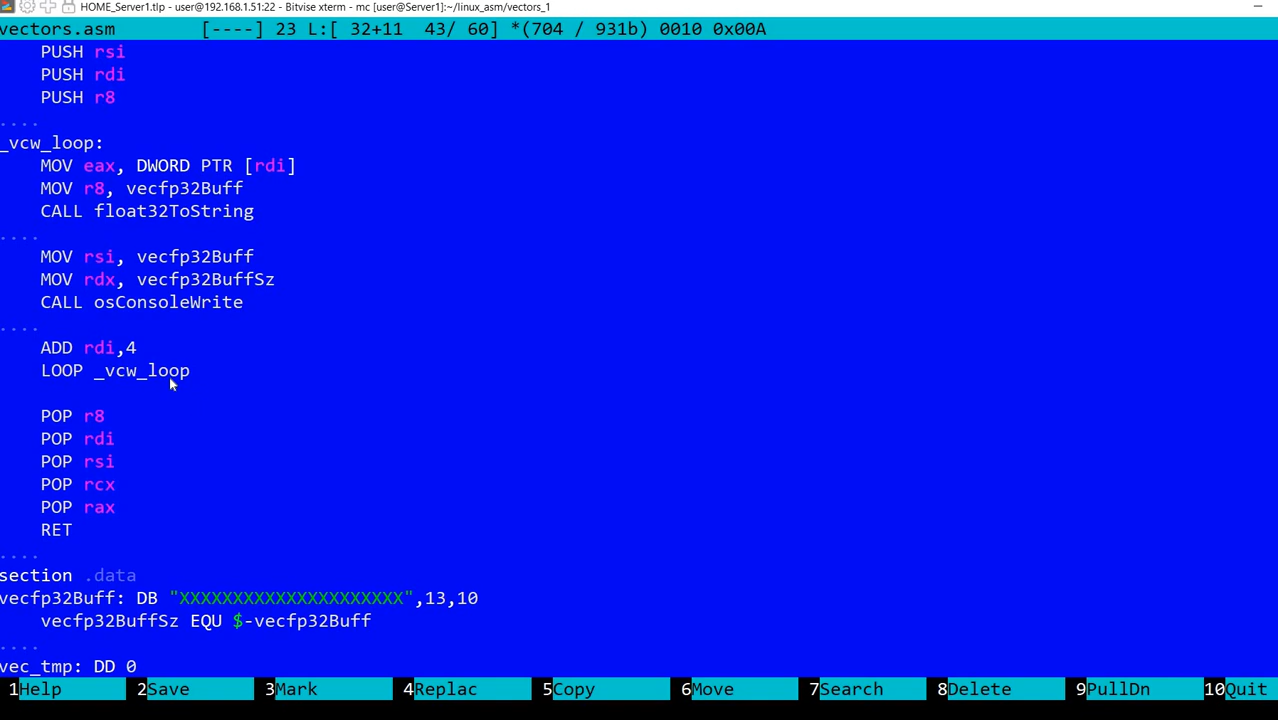 HOME_Server1.tlp - user@192.168.1.51:22 - Bitvise xterm - mc [user@Server1]:~/linux_asm/vectors_1
vectors.asm [----] 23 L:[ 32+11 43/ 60] *(704 / 931b) 0010 0x00A
PUSH rsi
PUSH rdi
PUSH r8
....
_vcw_loop:
MOV eax, DWORD PTR [rdi]
MOV r8, vecfp32Buff
CALL float32ToString
....
MOV rsi, vecfp32Buff
MOV rdx, vecfp32BuffSz
CALL osConsoleWrite
....
ADD rdi,4
LOOP _vcw_loop
POP r8
POP rdi
POP rsi
POP rcx
POP rax
RET
....
section .data
vecfp32Buff: DB "XXXXXXXXXXXXXXXXXXXXX",13,10
vecfp32BuffSz EQU $-vecfp32Buff
....
vec_tmp: DD 0
1Help 2Save 3Mark 4Replac 5Copy 6Move 7Search 8Delete 9PullDn 10Quit